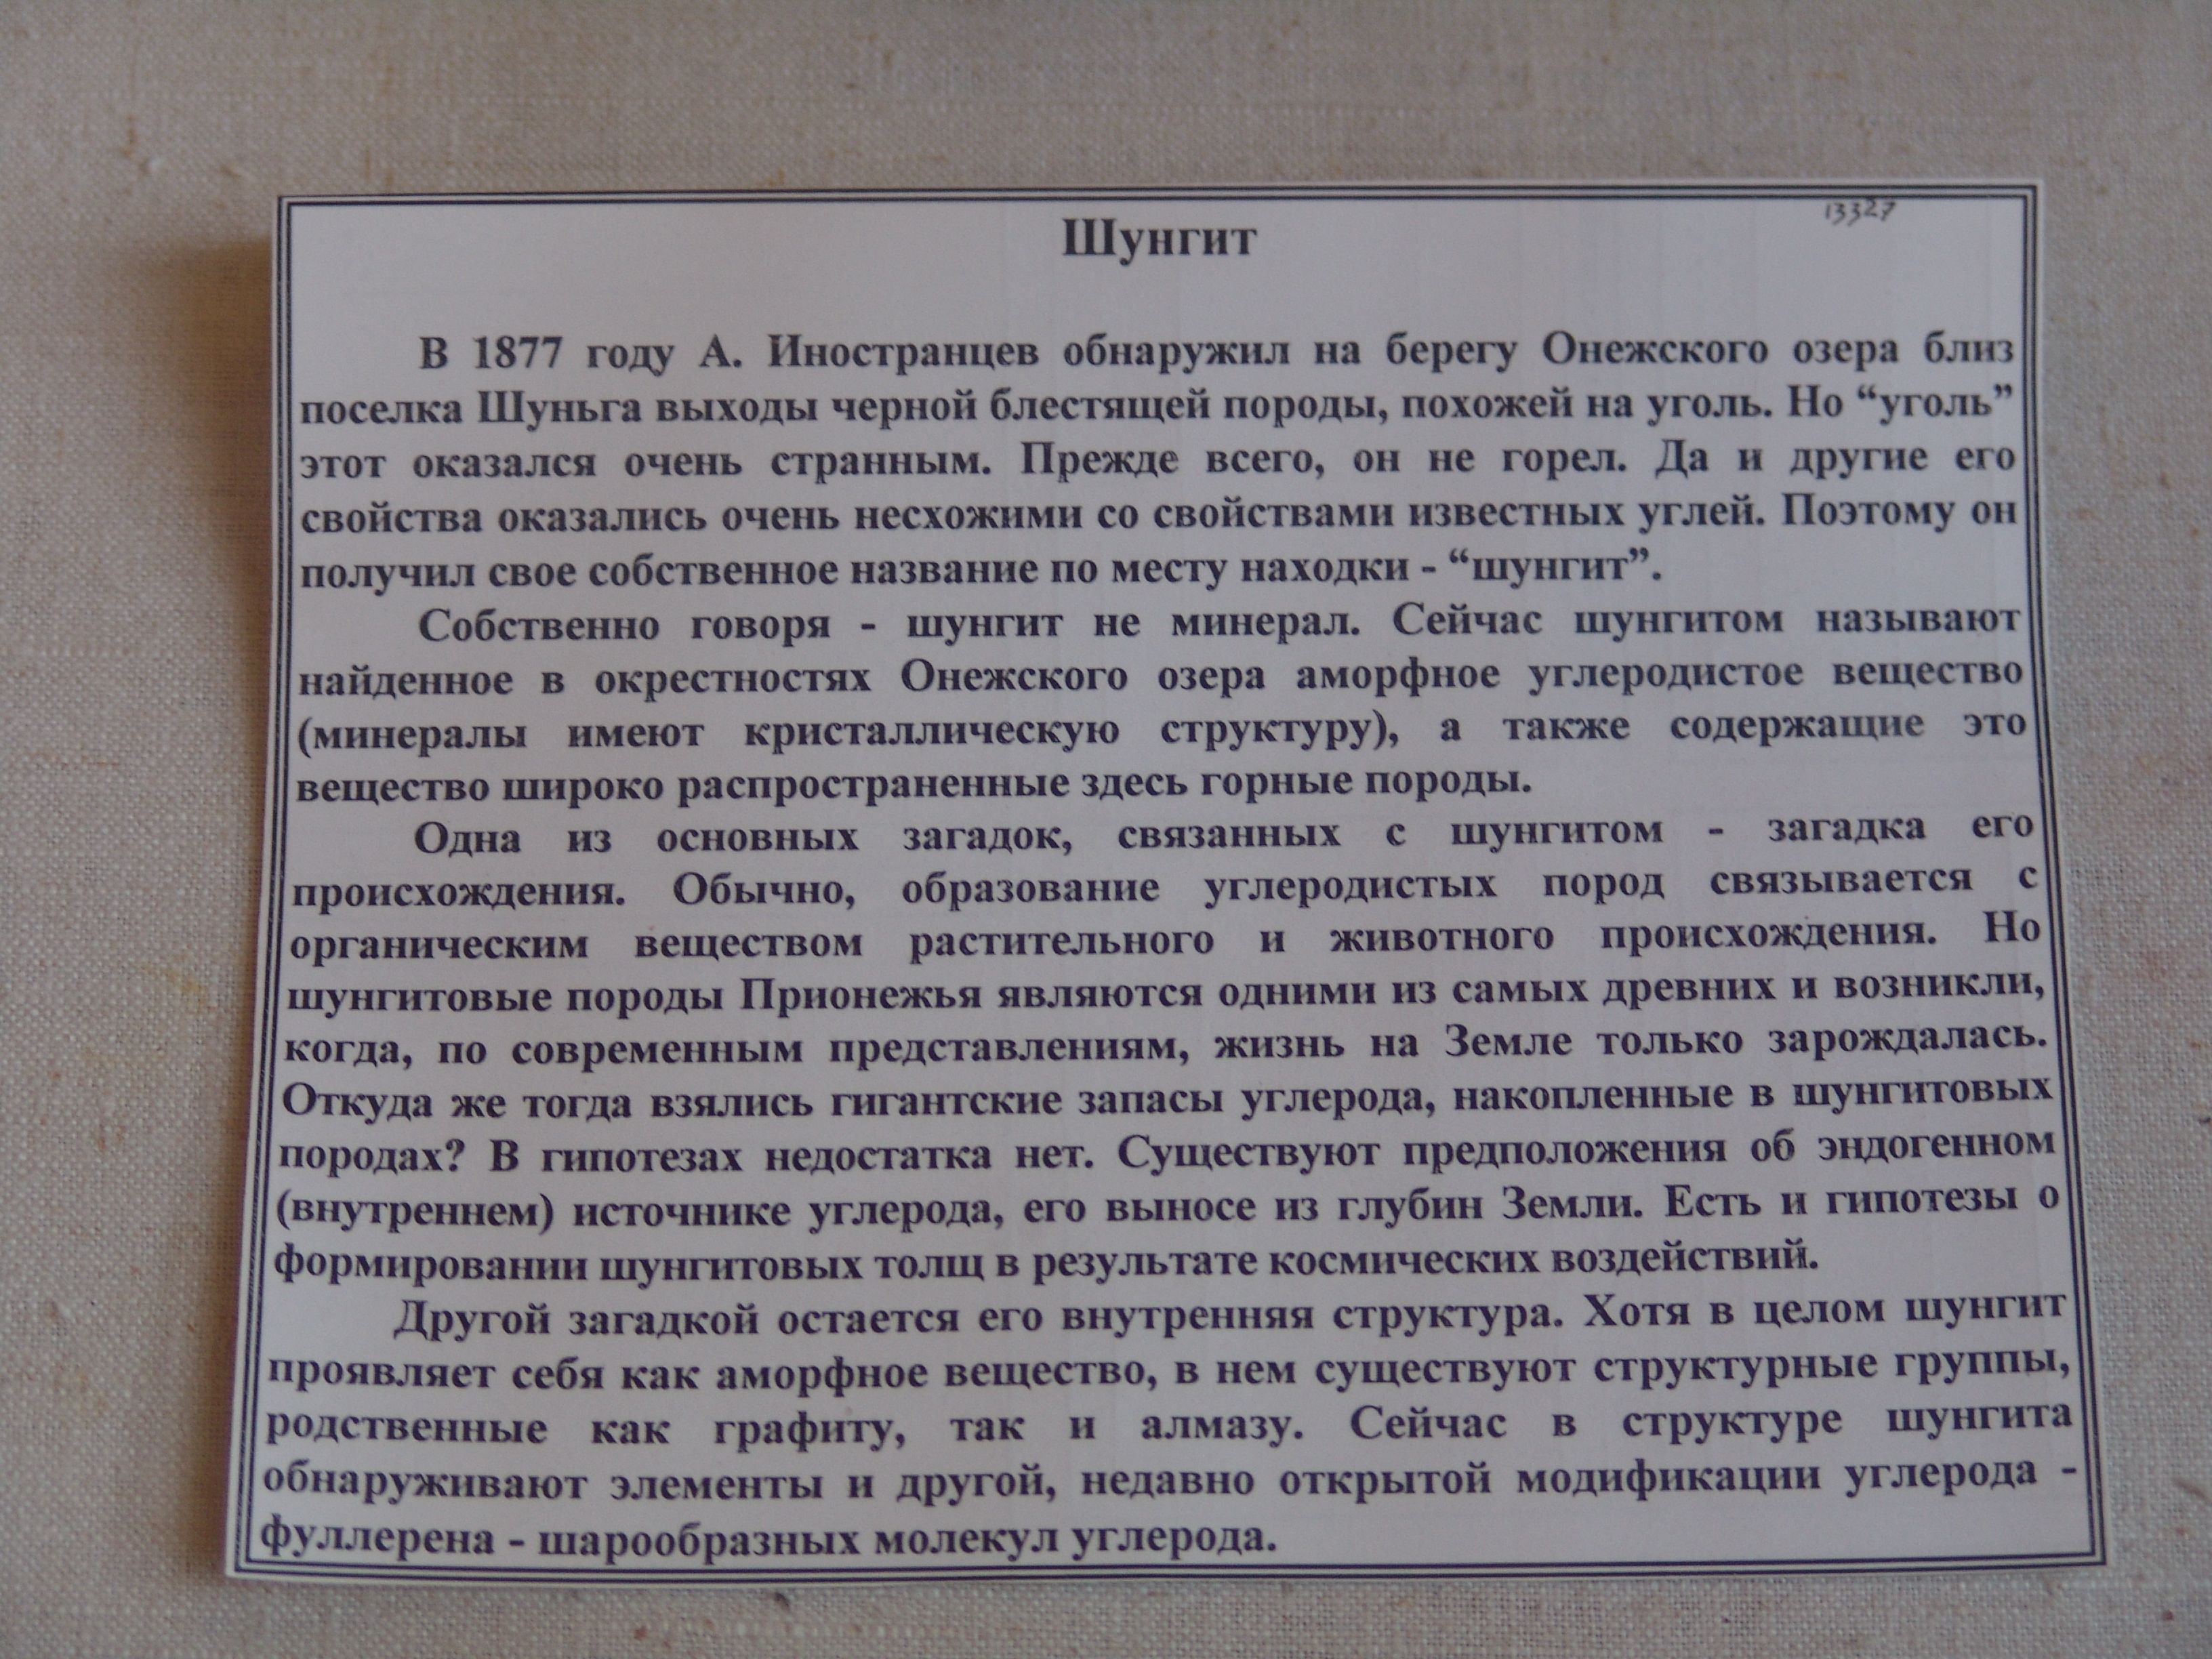 13327
Шунгит
В 1877 году А. Иностранцев обнаружил на берегу Онежского озера близ
поселка Шуньга выходы черной блестящей породы, похожей на уголь. Но “уголь”
этот оказался очень странным. Прежде всего, он не горел. Да и другие его
свойства оказались очень несхожими со свойствами известных углей. Поэтому он
получил свое собственное название по месту находки - “шунгит”.
Собственно говоря - шунгит не минерал. Сейчас шунгитом называют
найденное в окрестностях Онежского озера аморфное углеродистое вещество
(минералы имеют кристаллическую структуру), а также содержащие это
вещество широко распространенные здесь горные породы.
Одна из основных загадок, связанных с шунгитом - загадка его
происхождения. Обычно, образование углеродистых пород связывается с
органическим веществом растительного и животного происхождения. Но
шунгитовые породы Прионежья являются одними из самых древних и возникли,
когда, по современным представлениям, жизнь на Земле только зарождалась.
Откуда же тогда взялись гигантские запасы углерода, накопленные в шунгитовых
породах? В гипотезах недостатка нет. Существуют предположения об эндогенном
(внутреннем) источнике углерода, его выносе из глубин Земли. Есть и гипотезы о
формировании шунгитовых толщ в результате космических воздействий.
Другой загадкой остается его внутренняя структура. Хотя в целом шунгит
проявляет себя как аморфное вещество, в нем существуют структурные группы,
родственные как графиту, так и алмазу. Сейчас в структуре шунгита
обнаруживают элементы и другой, недавно открытой модификации углерода -
фуллерена - шарообразных молекул углерода.